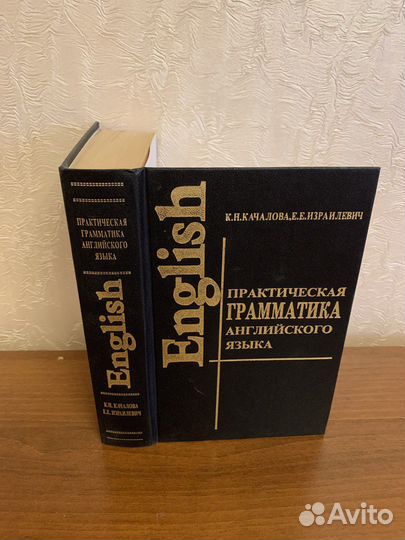 ПРАКТИЧЕСКАЯ
ГРАММАТИКА
АНГЛИЙСКОГО
ЯЗЫКА
English
К.Н. КАЧАЛОВА
Е.Е. ИЗРАИЛЕВИЧ
К.Н.КАЧАЛОВА,Е.Е.ИЗРАИЛЕВИЧ
English
ПРАКТИЧЕСКАЯ
ГРАММАТИКА
АНГЛИЙСКОГО
ЯЗЫКА
Avito